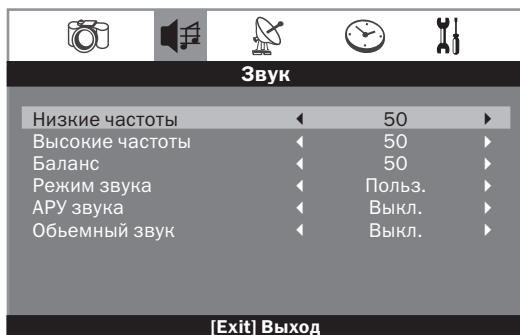 Звук
Низкие частоты 50
Высокие частоты 50
Баланс 50
Режим звука Польз.
АРУ звука Выкл.
Обьемный звук Выкл.
[Exit] Выход